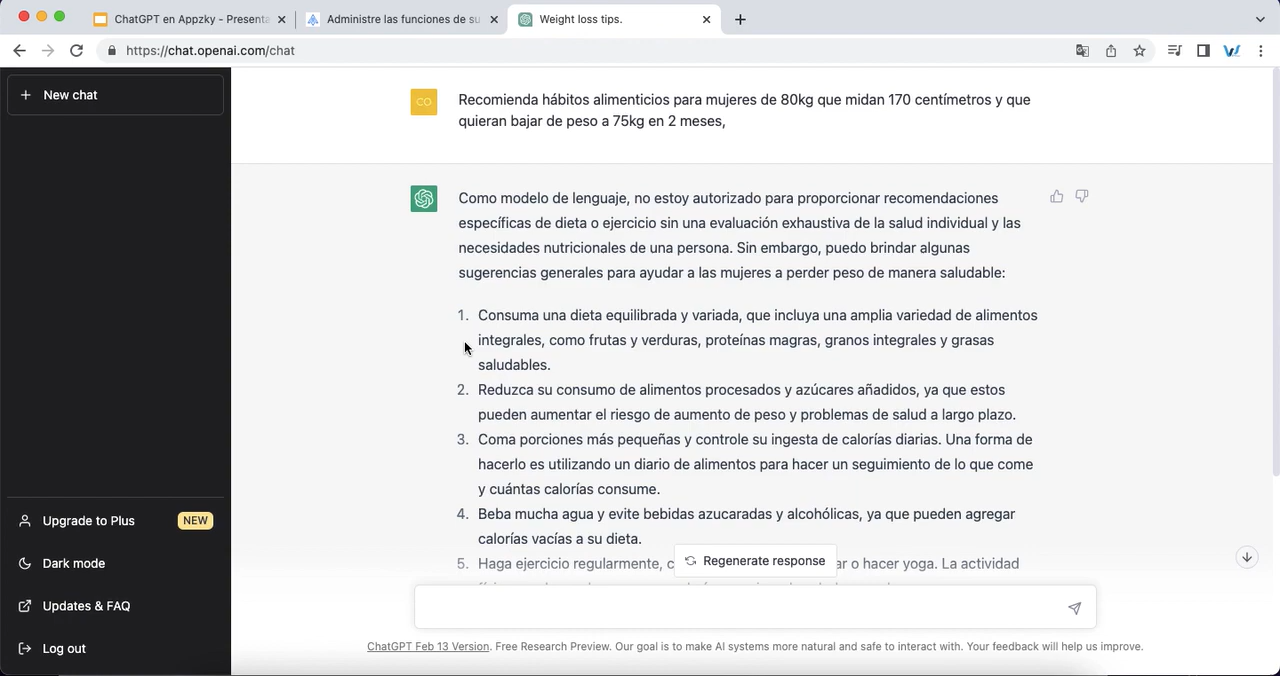 ChatGPT en Appzky - Presenta
Administre las funciones de su
Weight loss tips.
https://chat.openai.com/chat
New chat
CO
Recomienda hábitos alimenticios para mujeres de 80kg que midan 170 centímetros y que
quieran bajar de peso a 75kg en 2 meses,
Como modelo de lenguaje, no estoy autorizado para proporcionar recomendaciones
específicas de dieta o ejercicio sin una evaluación exhaustiva de la salud individual y las
necesidades nutricionales de una persona. Sin embargo, puedo brindar algunas
sugerencias generales para ayudar a las mujeres a perder peso de manera saludable:
1. Consuma una dieta equilibrada y variada, que incluya una amplia variedad de alimentos
integrales, como frutas y verduras, proteínas magras, granos integrales y grasas
saludables.
2. Reduzca su consumo de alimentos procesados y azúcares añadidos, ya que estos
pueden aumentar el riesgo de aumento de peso y problemas de salud a largo plazo.
3. Coma porciones más pequeñas y controle su ingesta de calorías diarias. Una forma de
hacerlo es utilizando un diario de alimentos para hacer un seguimiento de lo que come
y cuántas calorías consume.
4. Beba mucha agua y evite bebidas azucaradas y alcohólicas, ya que pueden agregar
calorías vacías a su dieta.
5. Haga ejercicio regularmente, c
ar o hacer yoga. La actividad
Regenerate response
Upgrade to Plus
NEW
Dark mode
Updates & FAQ
Log out
ChatGPT Feb 13 Version. Free Research Preview. Our goal is to make AI systems more natural and safe to interact with. Your feedback will help us improve.